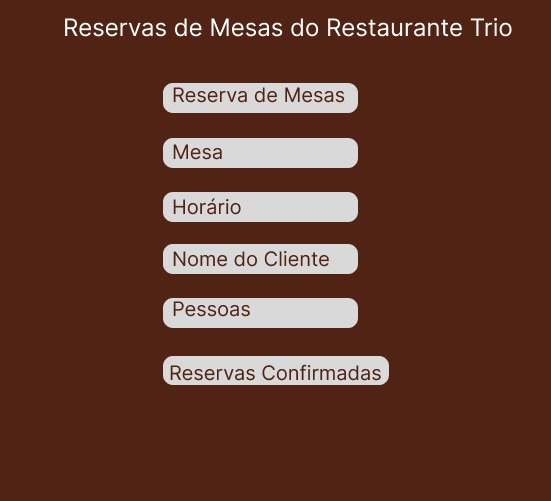 Reservas de Mesas do Restaurante Trio
Reserva de Mesas
Mesa
Horário
Nome do Cliente
Pessoas
Reservas Confirmadas